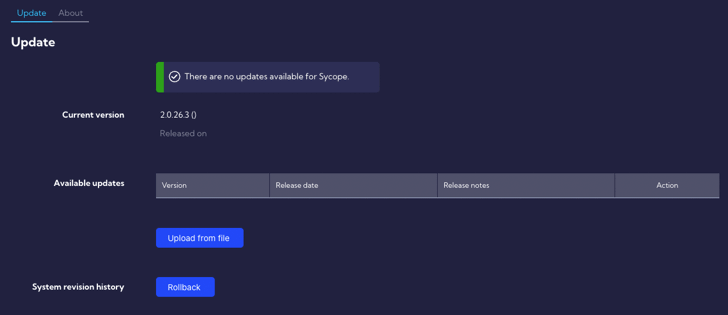 Update About
Update
There are no updates available for Sycope.
Current version 2.0.26.3 ()
Released on
Available updates Version Release date Release notes Action
Upload from file
System revision history Rollback